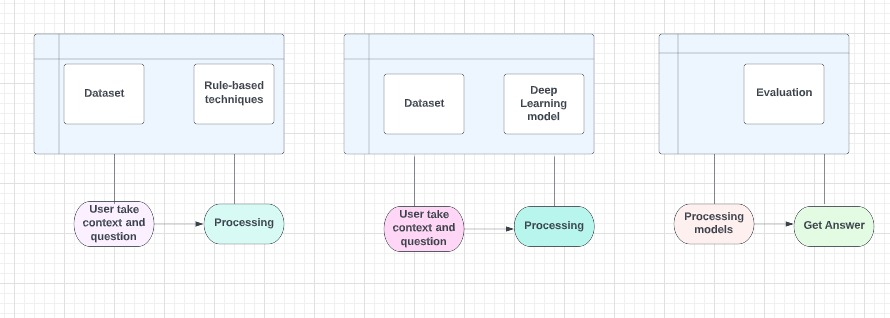 Dataset
Rule-based
techniques
User take
context and
question
Processing
Dataset
Deep
Learning
model
User take
context and
question
Processing
Evaluation
Processing
models
Get Answer